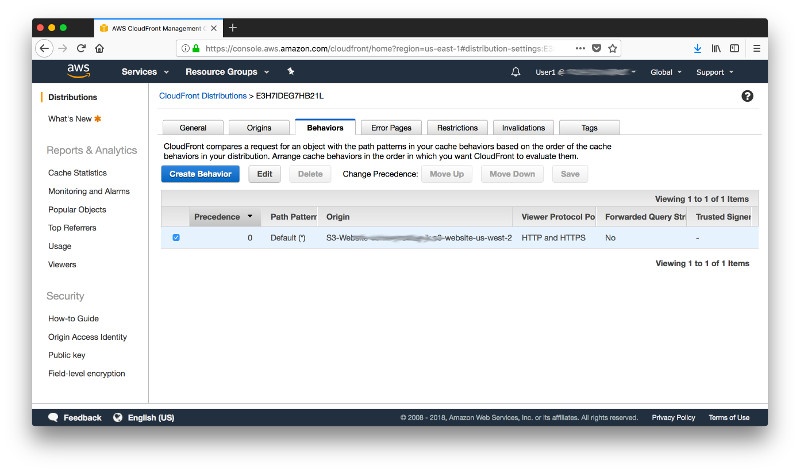 AWS CloudFront Management
https://console.aws.amazon.com/cloudfront/home?region=us-east-1#distribution-settings:E3
aws Services Resource Groups User1 @ Global Support
Distributions
What's New
Reports & Analytics
Cache Statistics
Monitoring and Alarms
Popular Objects
Top Referrers
Usage
Viewers
Security
How-to Guide
Origin Access Identity
Public key
Field-level encryption
CloudFront Distributions > E3H7IDEG7HB21L
General Origins Behaviors Error Pages Restrictions Invalidations Tags
CloudFront compares a request for an object with the path patterns in your cache behaviors based on the order of the cache
behaviors in your distribution. Arrange cache behaviors in the order in which you want CloudFront to evaluate them.
Create Behavior Edit Delete Change Precedence: Move Up Move Down Save
Viewing 1 to 1 of 1 Items
Precedence Path Pattern Origin Viewer Protocol Po Forwarded Query Stri Trusted Signer
0 Default (*) S3-Website -website-us-west-2 HTTP and HTTPS No -
Viewing 1 to 1 of 1 Items
Feedback English (US) © 2008 - 2018, Amazon Web Services, Inc. or its affiliates. All rights reserved. Privacy Policy Terms of Use